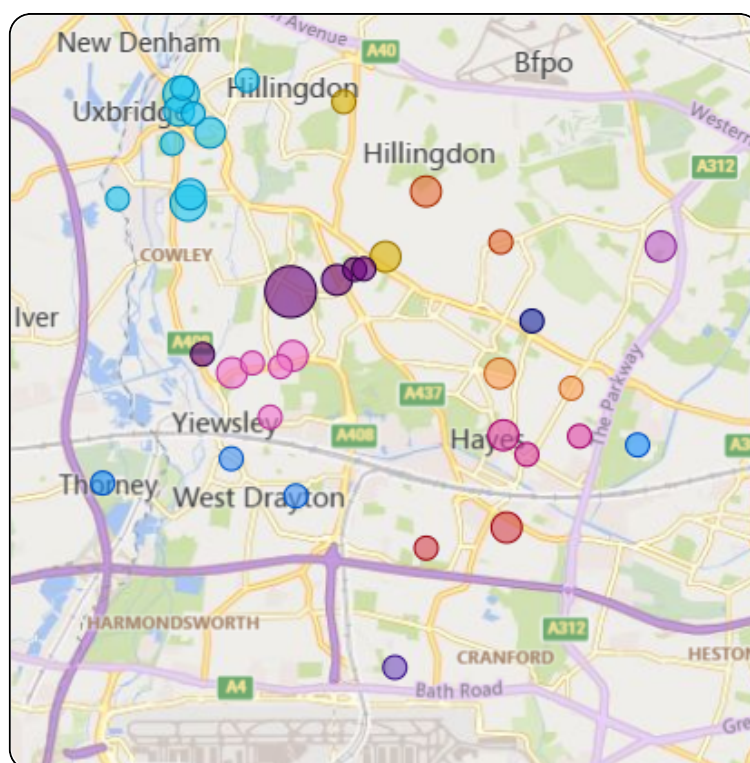 New Denham
Avenue
A40
Bfpo
Hillingdon
Uxbridge
Western
Hillingdon
A312
COWLEY
Iver
A408
The Parkway
A437
Yiewsley
A408
Hayes
Thorney
West Drayton
HARMONDSWORTH
A312
CRANFORD
HESTON
A4
Bath Road